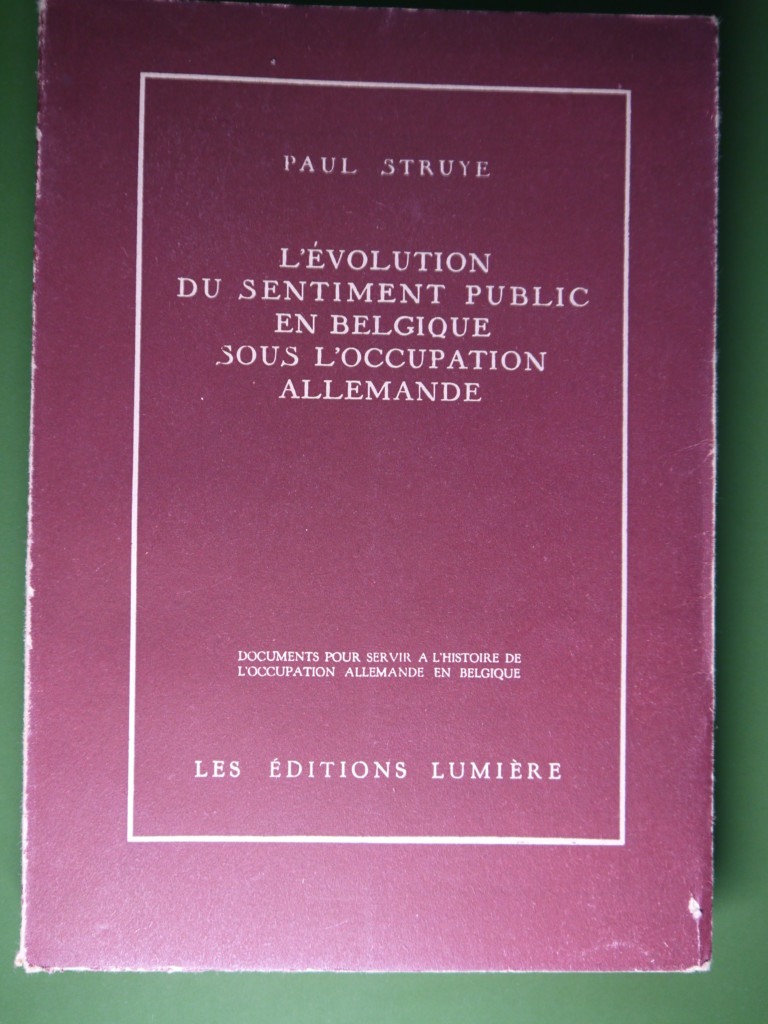 PAUL STRUYE
L'ÉVOLUTION
DU SENTIMENT PUBLIC
EN BELGIQUE
SOUS L'OCCUPATION
ALLEMANDE
DOCUMENTS POUR SERVIR A L'HISTOIRE DE
L'OCCUPATION ALLEMANDE EN BELGIQUE
LES ÉDITIONS LUMIÈRE